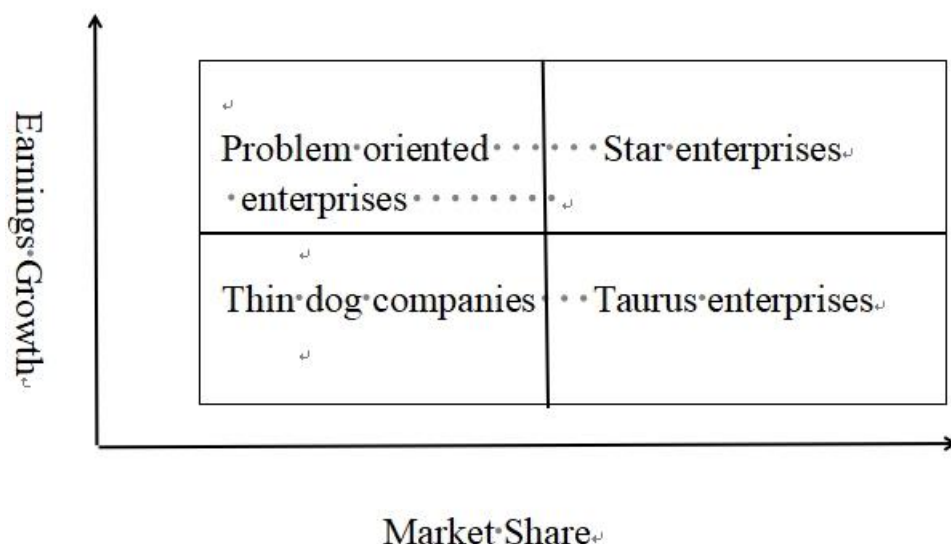 Earnings Growth
Problem oriented
enterprises
Star enterprises
Thin dog companies
Taurus enterprises
Market Share